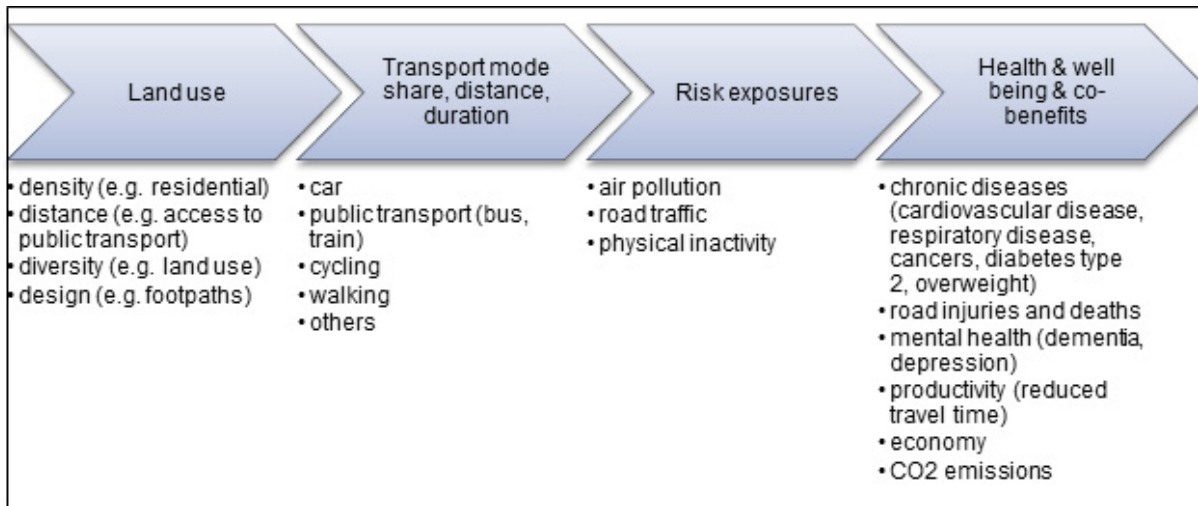 Land use
Transport mode
share, distance,
duration
Risk exposures
Health & well
being & co-
benefits
• density (e.g. residential)
• distance (e.g. access to
public transport)
• diversity (e.g. land use)
• design (e.g. footpaths)
• car
• public transport (bus,
train)
• cycling
• walking
• others
• air pollution
• road traffic
• physical inactivity
• chronic diseases
(cardiovascular disease,
respiratory disease,
cancers, diabetes type
2, overweight)
• road injuries and deaths
• mental health (dementia,
depression)
• productivity (reduced
travel time)
• economy
• CO2 emissions